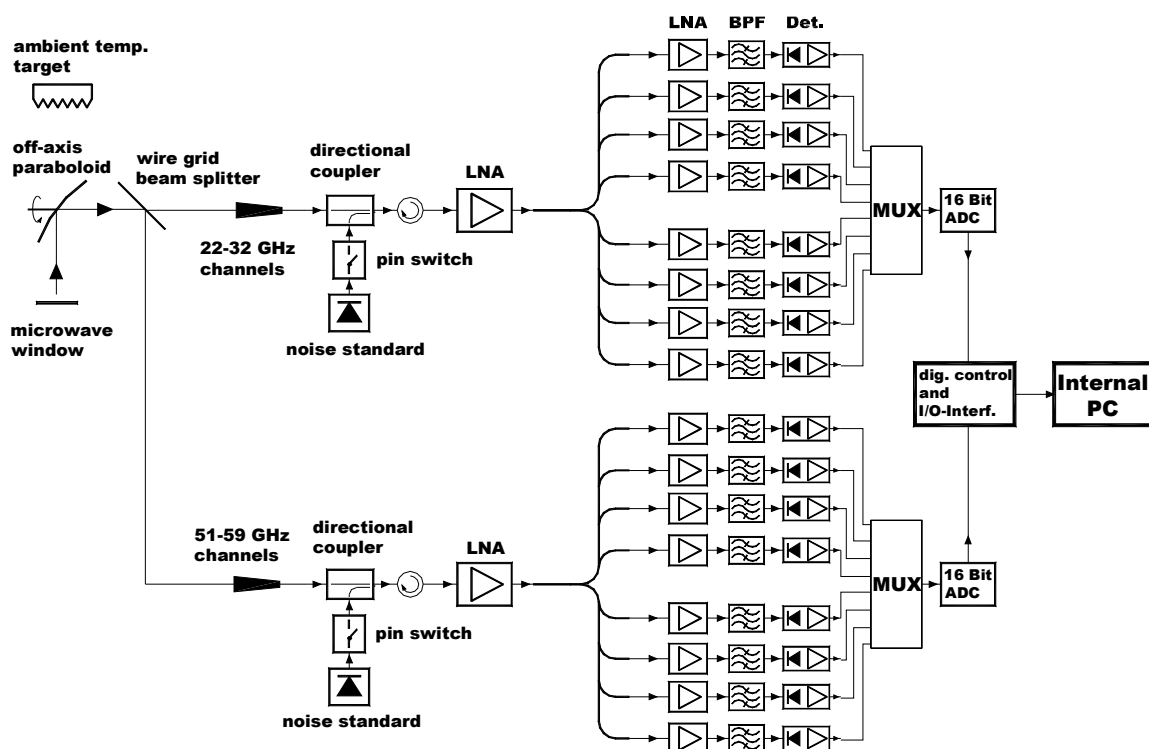 LNA BPF Det.
ambient temp.
target
off-axis
paraboloid
wire grid
beam splitter
directional
coupler
LNA
MUX
16 Bit
ADC
22-32 GHz
channels
pin switch
microwave
window
noise standard
dig. control
and
I/O-Interf.
Internal
PC
51-59 GHz
channels
directional
coupler
LNA
MUX
16 Bit
ADC
pin switch
noise standard